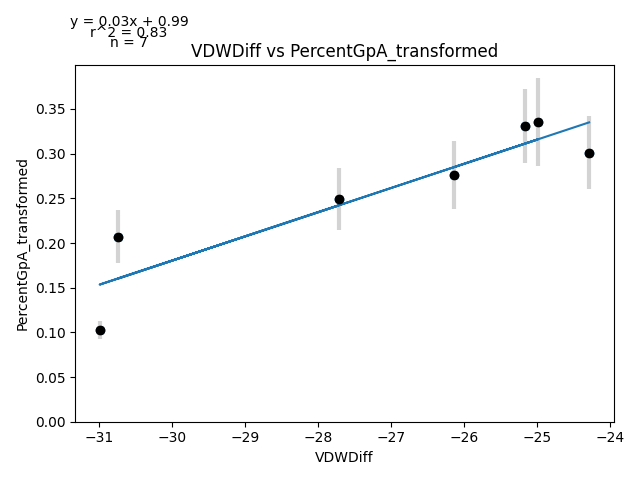 y = 0.03x + 0.99
r^2 = 0.83
n = 7
VDWDiff vs PercentGpA_transformed
PercentGpA_transformed
0.35
0.30
0.25
0.20
0.15
0.10
0.05
0.00
−31 −30 −29 −28 −27 −26 −25 −24
VDWDiff